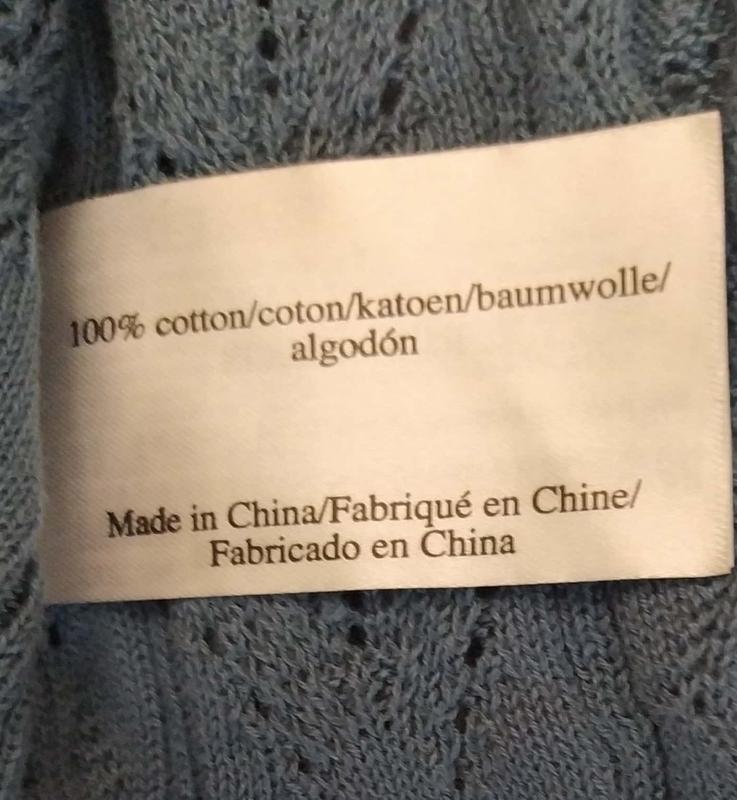 100% cotton/coton/katoen/baumwolle/
algodón
Made in China/Fabriqué en Chine/
Fabricado en China